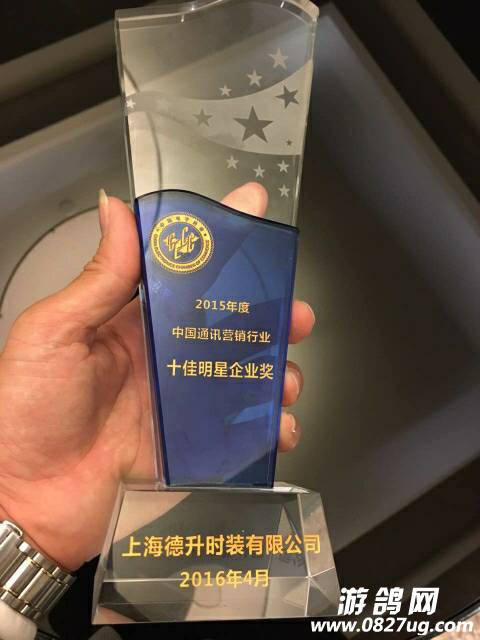 2015年度
中国通讯营销行业
十佳明星企业奖
上海德升时装有限公司
2016年4月
游鸽网
www.0827ug.com